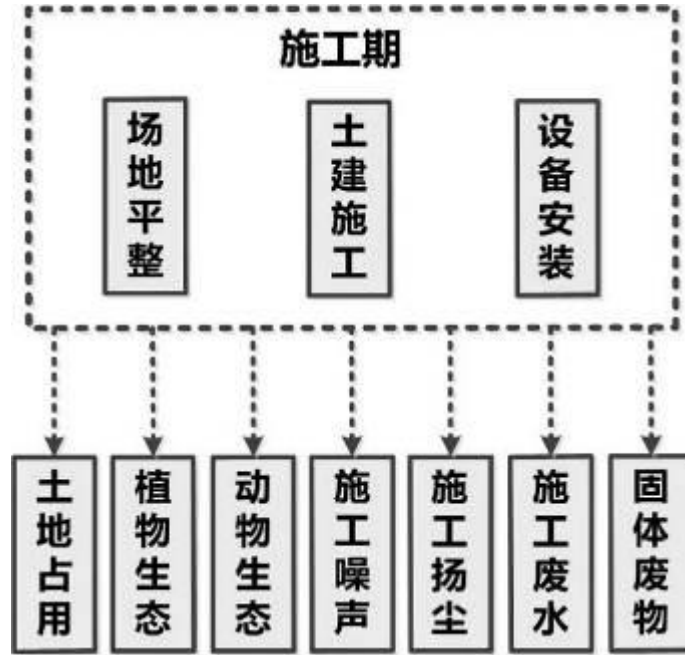 施工期
场地平整
土建施工
设备安装
土地占用
植物生态
动物生态
施工噪声
施工扬尘
施工废水
固体废物